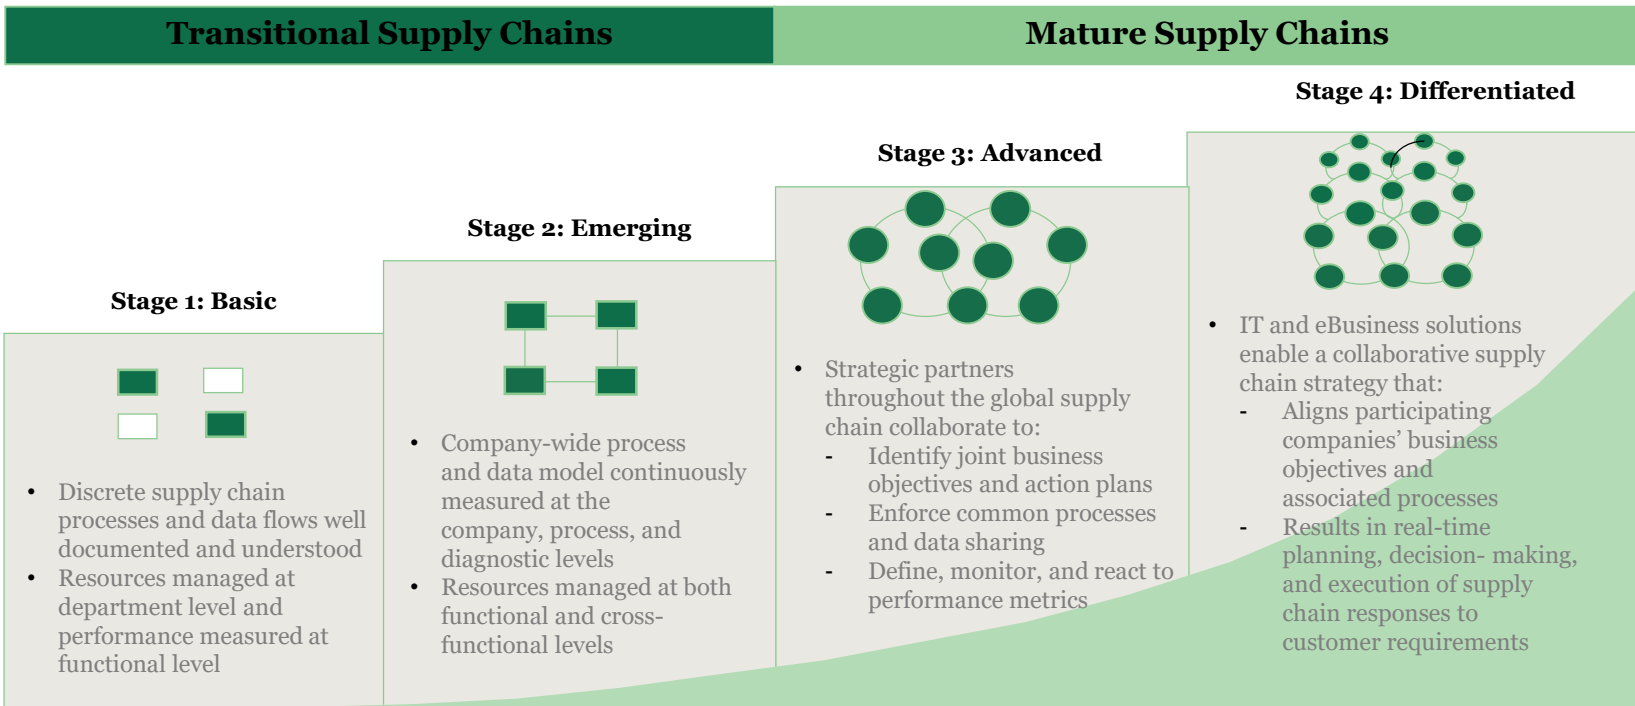 Transitional Supply Chains
Mature Supply Chains
Stage 1: Basic
• Discrete supply chain
processes and data flows well
documented and understood
• Resources managed at
department level and
performance measured at
functional level
Stage 2: Emerging
• Company-wide process
and data model continuously
measured at the
company, process, and
diagnostic levels
• Resources managed at both
functional and cross-
functional levels
Stage 3: Advanced
• Strategic partners
throughout the global supply
chain collaborate to:
- Identify joint business
objectives and action plans
- Enforce common processes
and data sharing
- Define, monitor, and react to
performance metrics
Stage 4: Differentiated
• IT and eBusiness solutions
enable a collaborative supply
chain strategy that:
- Aligns participating
companies’ business
objectives and
associated processes
- Results in real-time
planning, decision- making,
and execution of supply
chain responses to
customer requirements